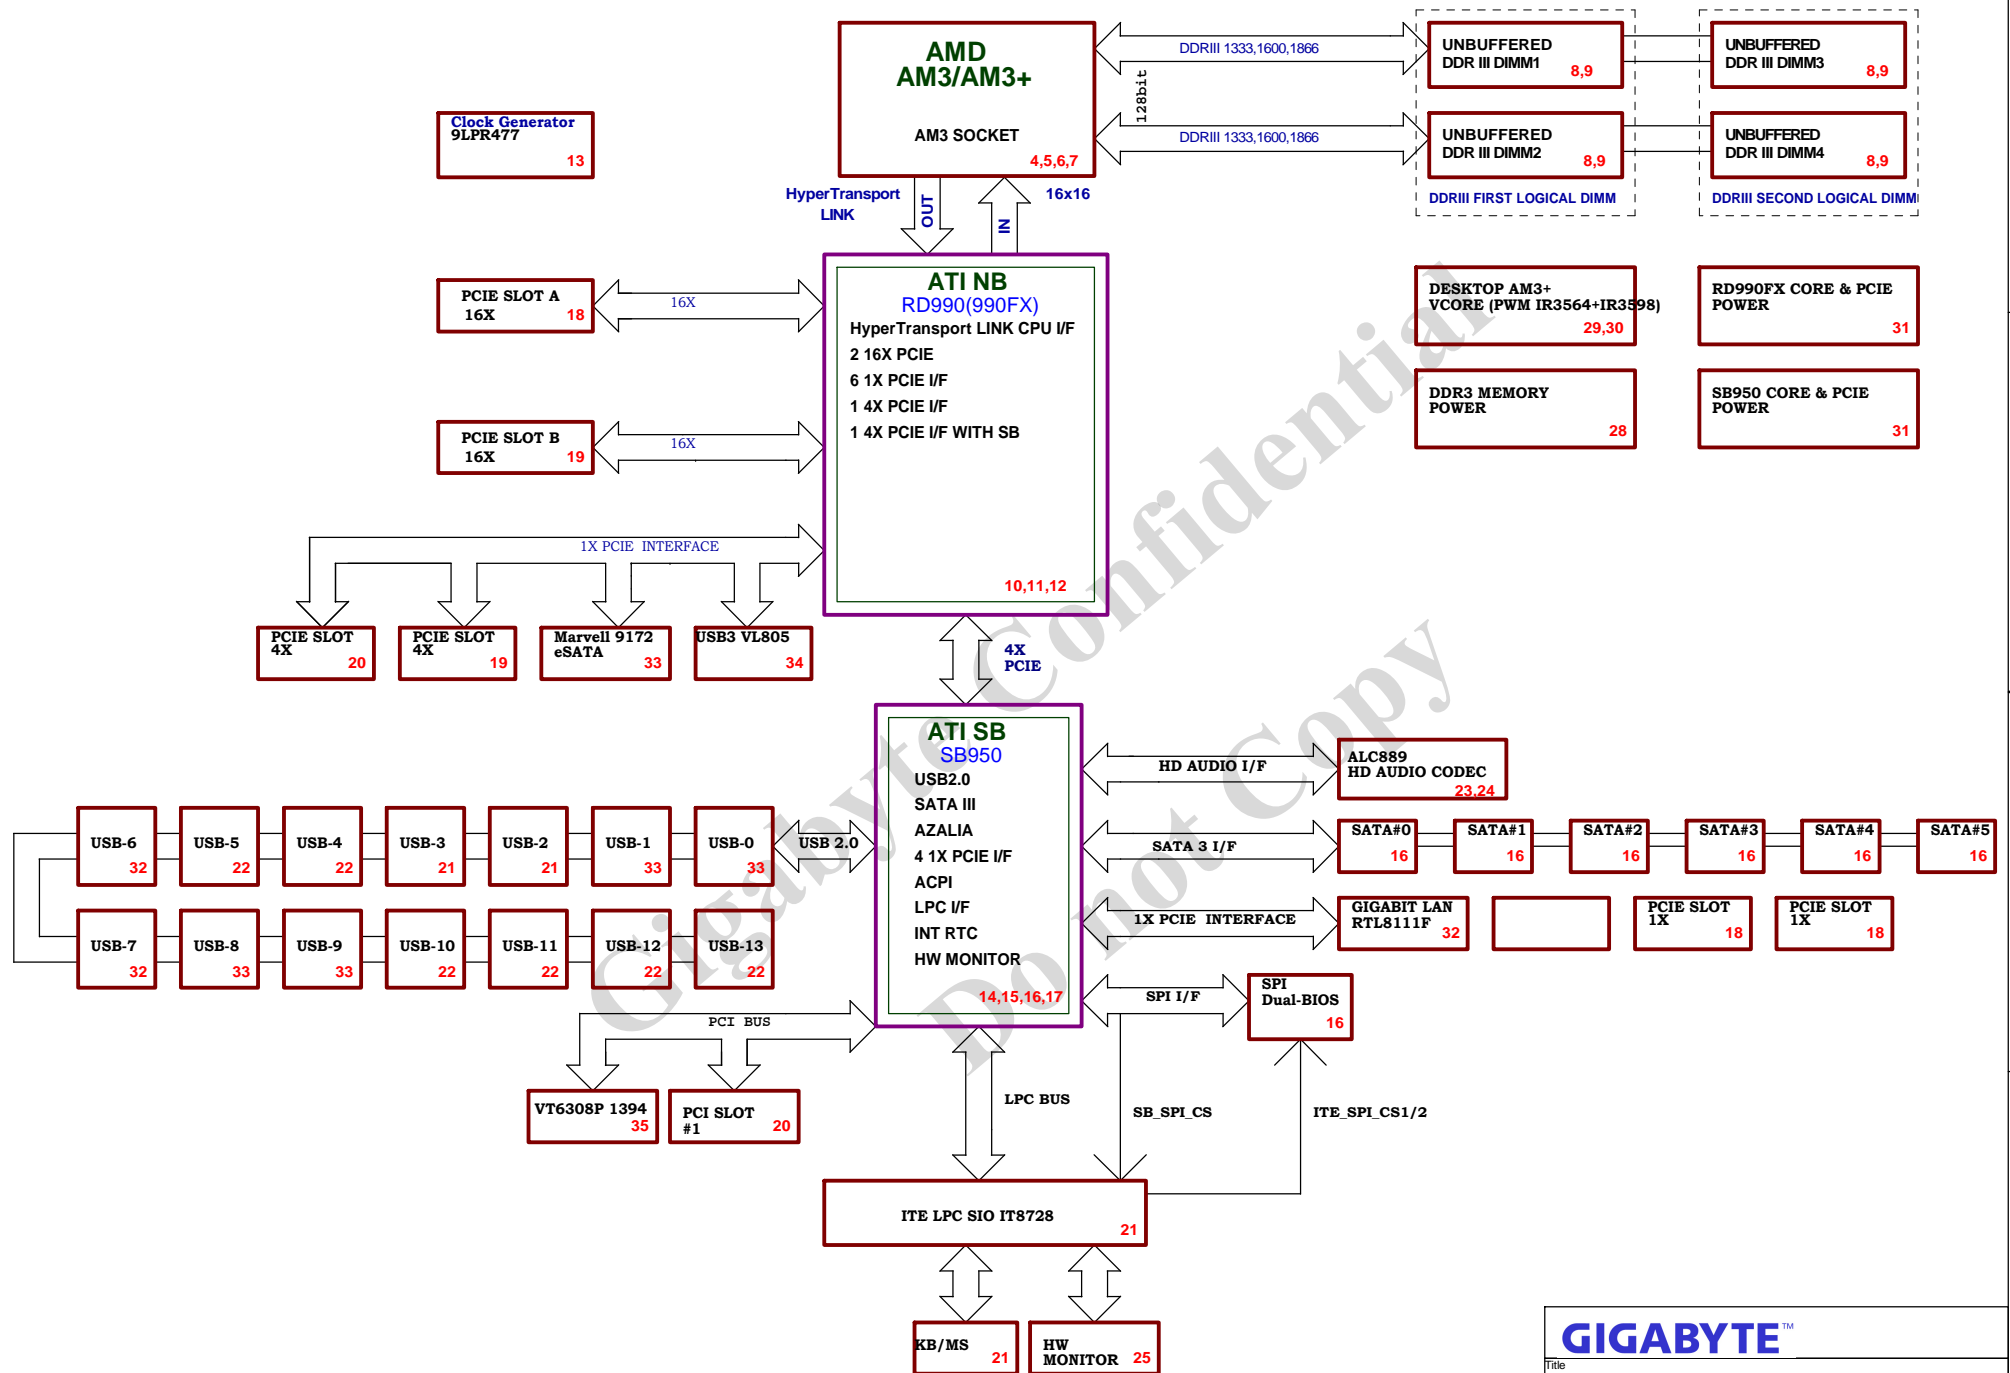 AMD
AM3/AM3+
AM3 SOCKET
4,5,6,7
DDRIII 1333,1600,1866
128bit
DDRIII 1333,1600,1866
UNBUFFERED
DDR III DIMM1
8,9
UNBUFFERED
DDR III DIMM3
8,9
UNBUFFERED
DDR III DIMM2
8,9
UNBUFFERED
DDR III DIMM4
8,9
DDRIII FIRST LOGICAL DIMM
DDRIII SECOND LOGICAL DIMM
Clock Generator
9LPR477
13
HyperTransport
LINK
OUT
IN
16x16
ATI NB
RD990(990FX)
HyperTransport LINK CPU I/F
2 16X PCIE
6 1X PCIE I/F
1 4X PCIE I/F
1 4X PCIE I/F WITH SB
10,11,12
PCIE SLOT A
16X
18
16X
PCIE SLOT B
16X
19
16X
DESKTOP AM3+
VCORE (PWM IR3564+IR3598)
29,30
RD990FX CORE & PCIE
POWER
31
DDR3 MEMORY
POWER
28
SB950 CORE & PCIE
POWER
31
1X PCIE INTERFACE
PCIE SLOT
4X
20
PCIE SLOT
4X
19
Marvell 9172
eSATA
33
USB3 VL805
34
4X
PCIE
ATI SB
SB950
USB2.0
SATA III
AZALIA
4 1X PCIE I/F
ACPI
LPC I/F
INT RTC
HW MONITOR
14,15,16,17
HD AUDIO I/F
ALC889
HD AUDIO CODEC
23,24
SATA 3 I/F
SATA#0
16
SATA#1
16
SATA#2
16
SATA#3
16
SATA#4
16
SATA#5
16
1X PCIE INTERFACE
GIGABIT LAN
RTL8111F
32
PCIE SLOT
1X
18
PCIE SLOT
1X
18
USB-6
32
USB-5
22
USB-4
22
USB-3
21
USB-2
21
USB-1
33
USB-0
33
USB 2.0
USB-7
32
USB-8
33
USB-9
33
USB-10
22
USB-11
22
USB-12
22
USB-13
22
SPI I/F
SPI
Dual-BIOS
16
PCI BUS
VT6308P 1394
35
PCI SLOT
#1
20
LPC BUS
SB_SPI_CS
ITE_SPI_CS1/2
ITE LPC SIO IT8728
21
KB/MS
21
HW
MONITOR
25
Gigabyte Confidential
Do not Copy
GIGABYTE™
Title